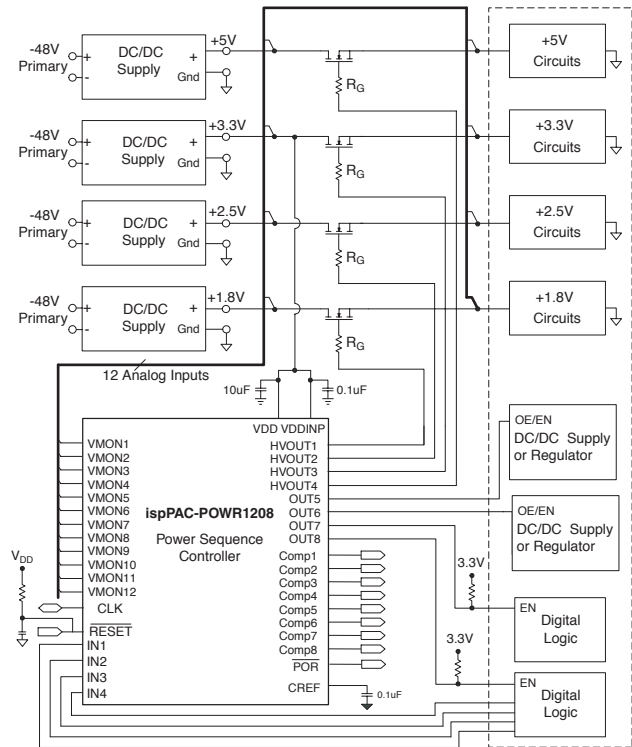 -48V
Primary
+
-
DC/DC
Supply
+
Gnd
+5V
RG
+5V
Circuits
-48V
Primary
+
-
DC/DC
Supply
+
Gnd
+3.3V
RG
+3.3V
Circuits
-48V
Primary
+
-
DC/DC
Supply
+
Gnd
+2.5V
RG
+2.5V
Circuits
-48V
Primary
+
-
DC/DC
Supply
+
Gnd
+1.8V
RG
+1.8V
Circuits
12 Analog Inputs
10uF
0.1uF
VDD VDDINP
VMON1
VMON2
VMON3
VMON4
VMON5
VMON6
VMON7
VMON8
VMON9
VMON10
VMON11
VMON12
CLK
RESET
IN1
IN2
IN3
IN4
VDD
ispPAC-POWR1208
Power Sequence
Controller
HVOUT1
HVOUT2
HVOUT3
HVOUT4
OUT5
OUT6
OUT7
OUT8
Comp1
Comp2
Comp3
Comp4
Comp5
Comp6
Comp7
Comp8
POR
CREF
0.1uF
3.3V
3.3V
OE/EN
DC/DC Supply
or Regulator
OE/EN
DC/DC Supply
or Regulator
EN
Digital
Logic
EN
Digital
Logic